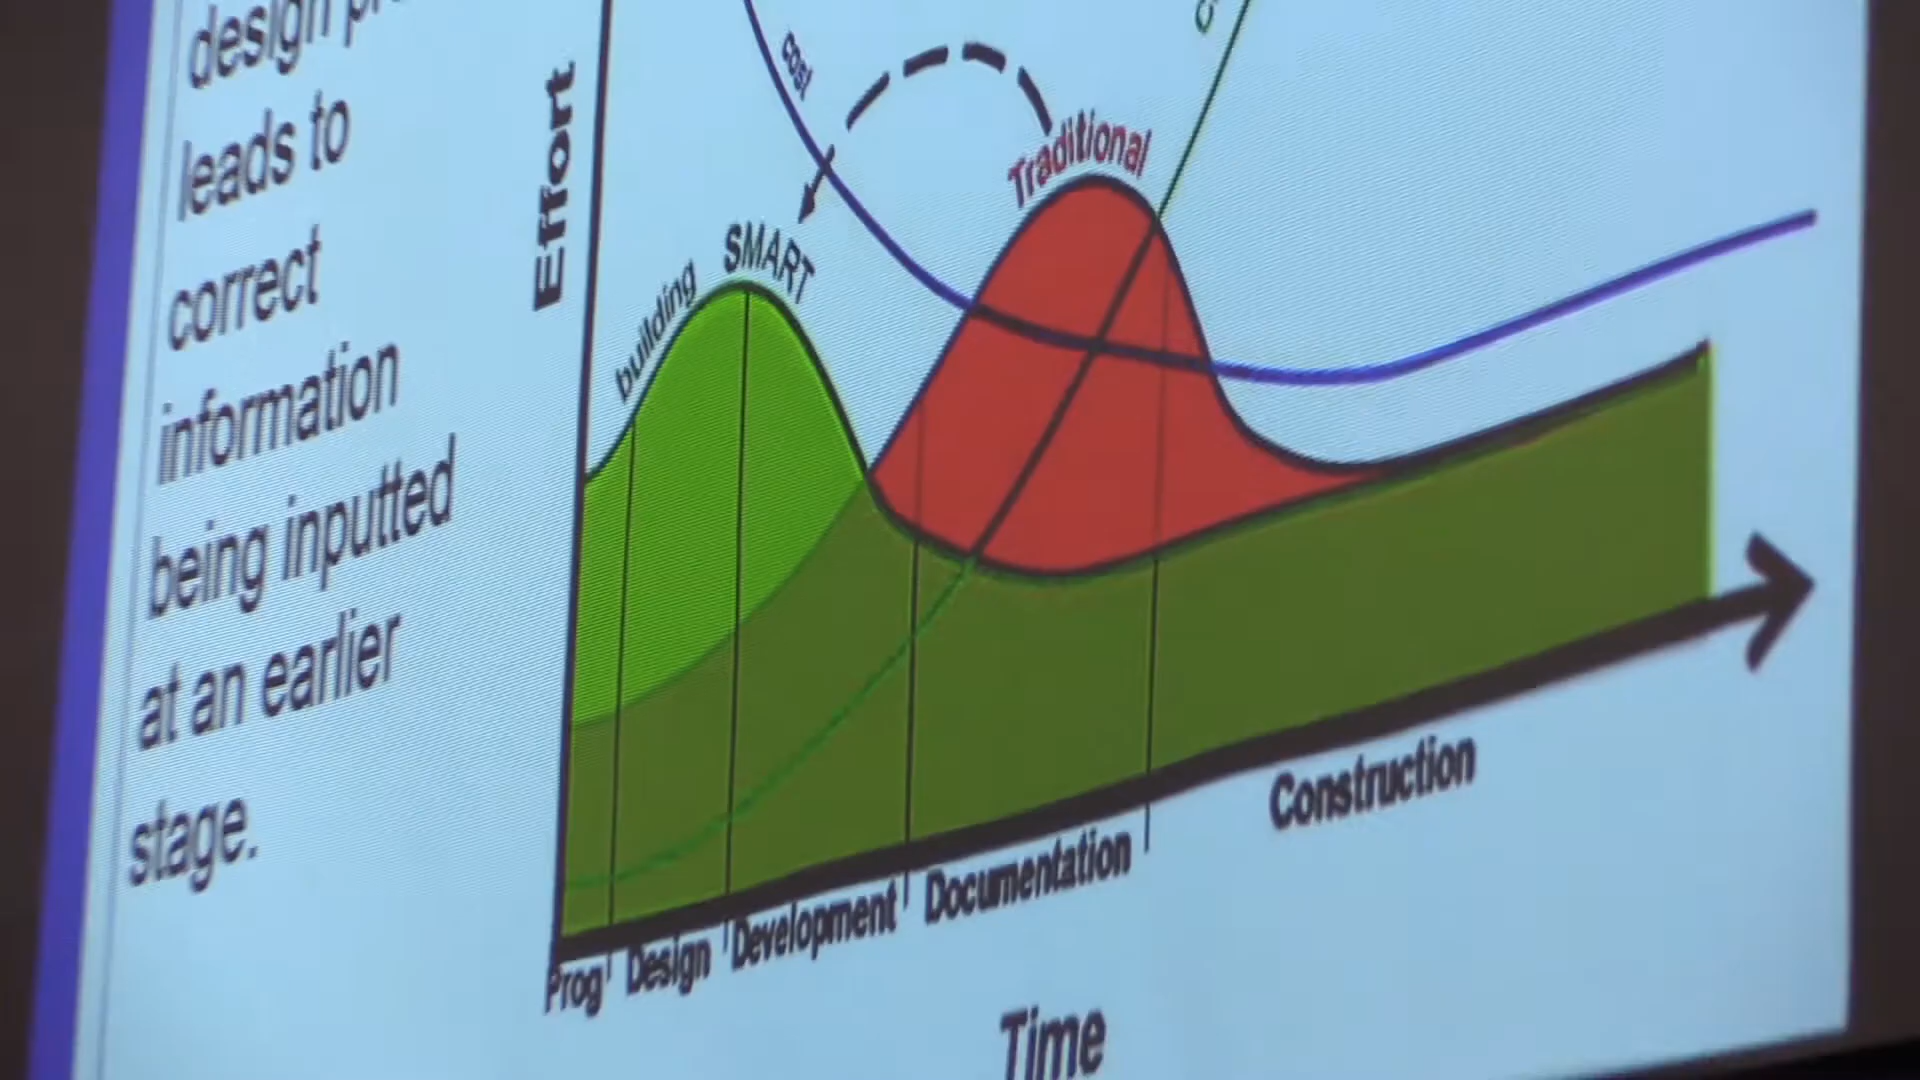 design
leads to
correct
information
being inputted
at an earlier
stage.
Effort
cost
Traditional
building SMART
Prog Design Development Documentation Construction
Time